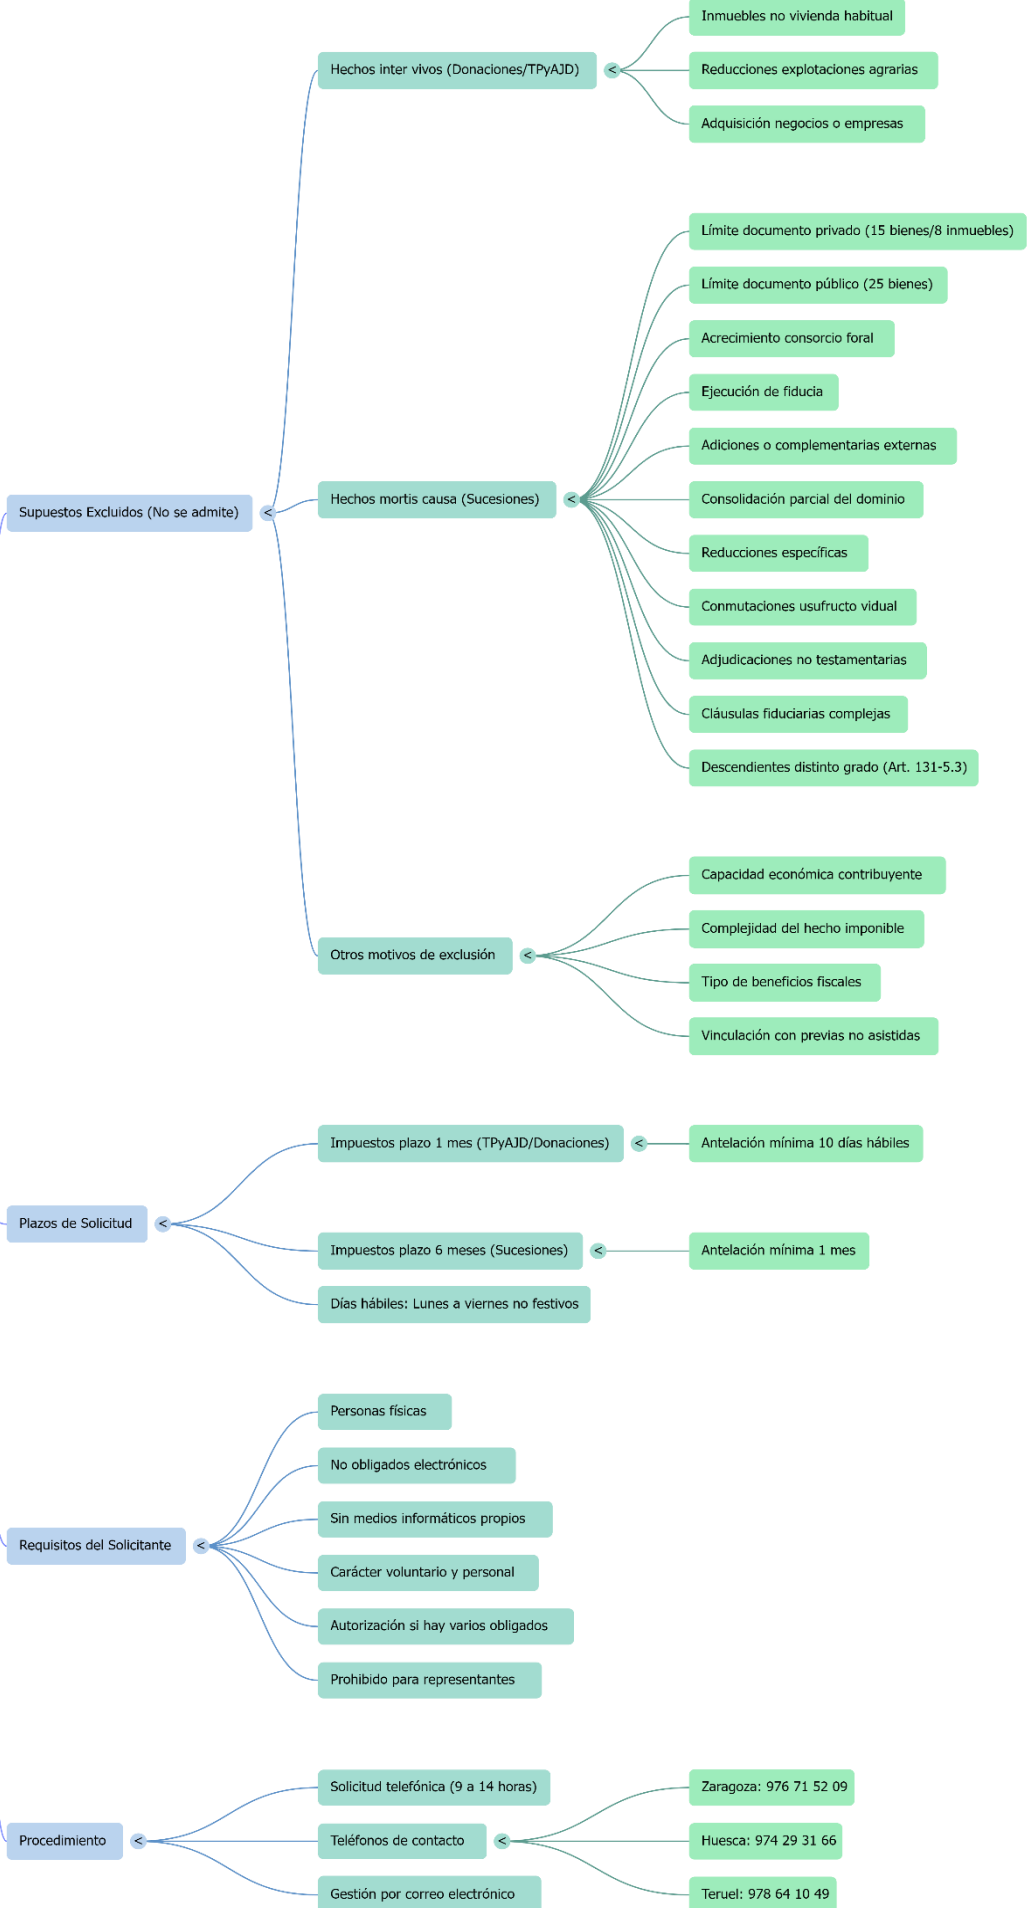 Supuestos Excluidos (No se admite)
<
Hechos inter vivos (Donaciones/TPyAJD)
<
Inmuebles no vivienda habitual
Reducciones explotaciones agrarias
Adquisición negocios o empresas
Hechos mortis causa (Sucesiones)
<
Límite documento privado (15 bienes/8 inmuebles)
Límite documento público (25 bienes)
Acrecimiento consorcio foral
Ejecución de fiducia
Adiciones o complementarias externas
Consolidación parcial del dominio
Reducciones específicas
Conmutaciones usufructo vidual
Adjudicaciones no testamentarias
Cláusulas fiduciarias complejas
Descendientes distinto grado (Art. 131-5.3)
Otros motivos de exclusión
<
Capacidad económica contribuyente
Complejidad del hecho imponible
Tipo de beneficios fiscales
Vinculación con previas no asistidas
Plazos de Solicitud
<
Impuestos plazo 1 mes (TPyAJD/Donaciones)
<
Antelación mínima 10 días hábiles
Impuestos plazo 6 meses (Sucesiones)
<
Antelación mínima 1 mes
Días hábiles: Lunes a viernes no festivos
Requisitos del Solicitante
<
Personas físicas
No obligados electrónicos
Sin medios informáticos propios
Carácter voluntario y personal
Autorización si hay varios obligados
Prohibido para representantes
Procedimiento
<
Solicitud telefónica (9 a 14 horas)
Teléfonos de contacto
<
Zaragoza: 976 71 52 09
Huesca: 974 29 31 66
Teruel: 978 64 10 49
Gestión por correo electrónico